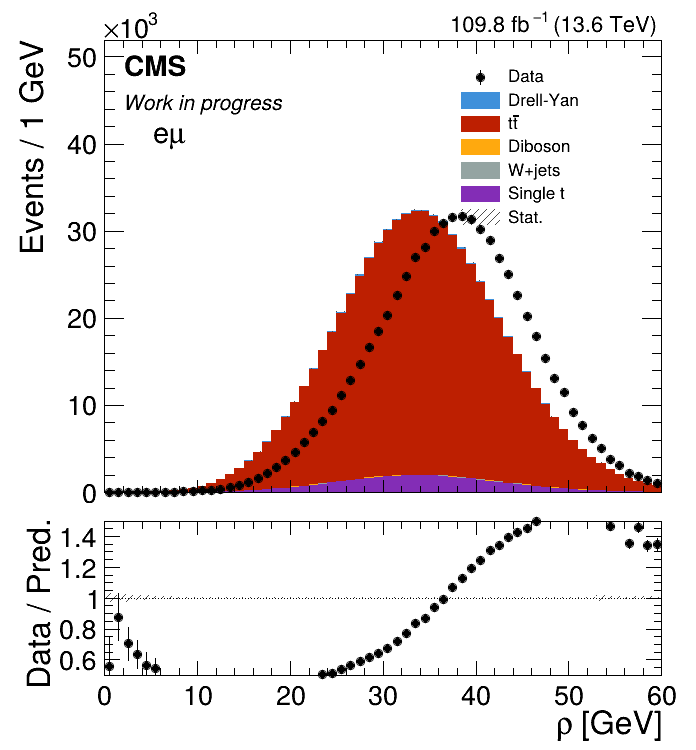 ×10³
109.8 fb⁻¹ (13.6 TeV)
CMS
Work in progress
eμ
Data
Drell-Yan
tt̅
Diboson
W+jets
Single t
Stat.
Events / 1 GeV
50
40
30
20
10
0
Data / Pred.
1.4
1.2
1
0.8
0.6
0 10 20 30 40 50 60
ρ [GeV]